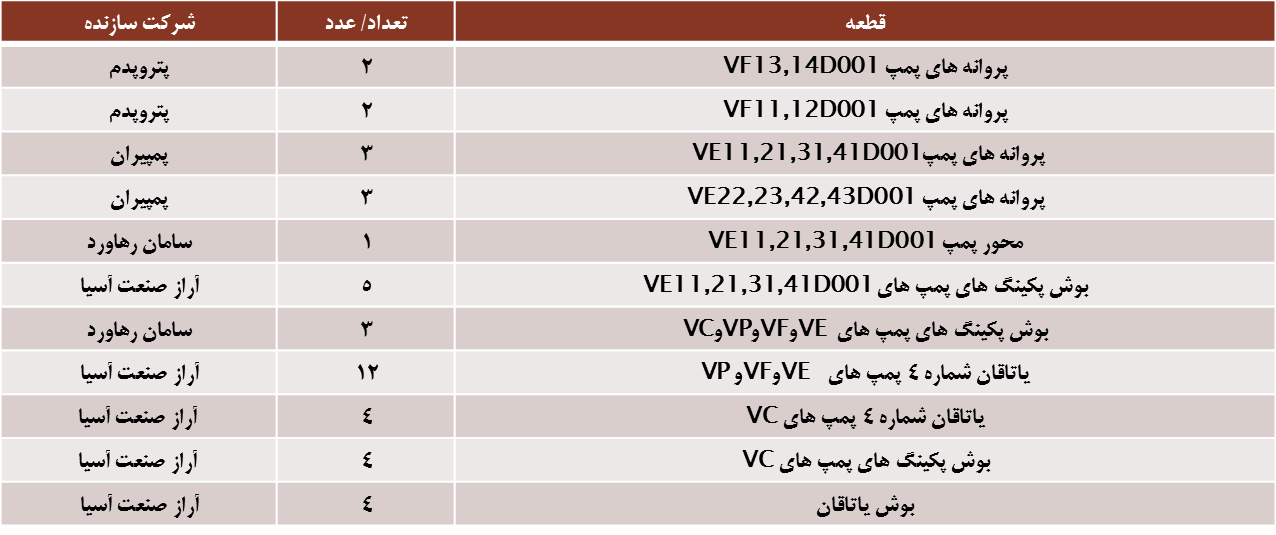 قطعه تعداد/ عدد شرکت سازنده
پروانه های پمپ VF13,14D001 ۲ پتروپدم
پروانه های پمپ VF11,12D001 ۲ پتروپدم
پروانه های پمپVE11,21,31,41D001 ۳ پمپیران
پروانه های پمپ VE22,23,42,43D001 ۳ پمپیران
محور پمپ VE11,21,31,41D001 ۱ سامان رهاورد
بوش پکینگ های پمپ های VE11,21,31,41D001 ۵ آراز صنعت آسیا
بوش پکینگ های پمپ های VEوVFوVPوVC ۳ سامان رهاورد
یاتاقان شماره ٤ پمپ های VEوVFو VP ۱۲ آراز صنعت آسیا
یاتاقان شماره ٤ پمپ های VC ٤ آراز صنعت آسیا
بوش پکینگ های پمپ های VC ٤ آراز صنعت آسیا
بوش یاتاقان ٤ آراز صنعت آسیا